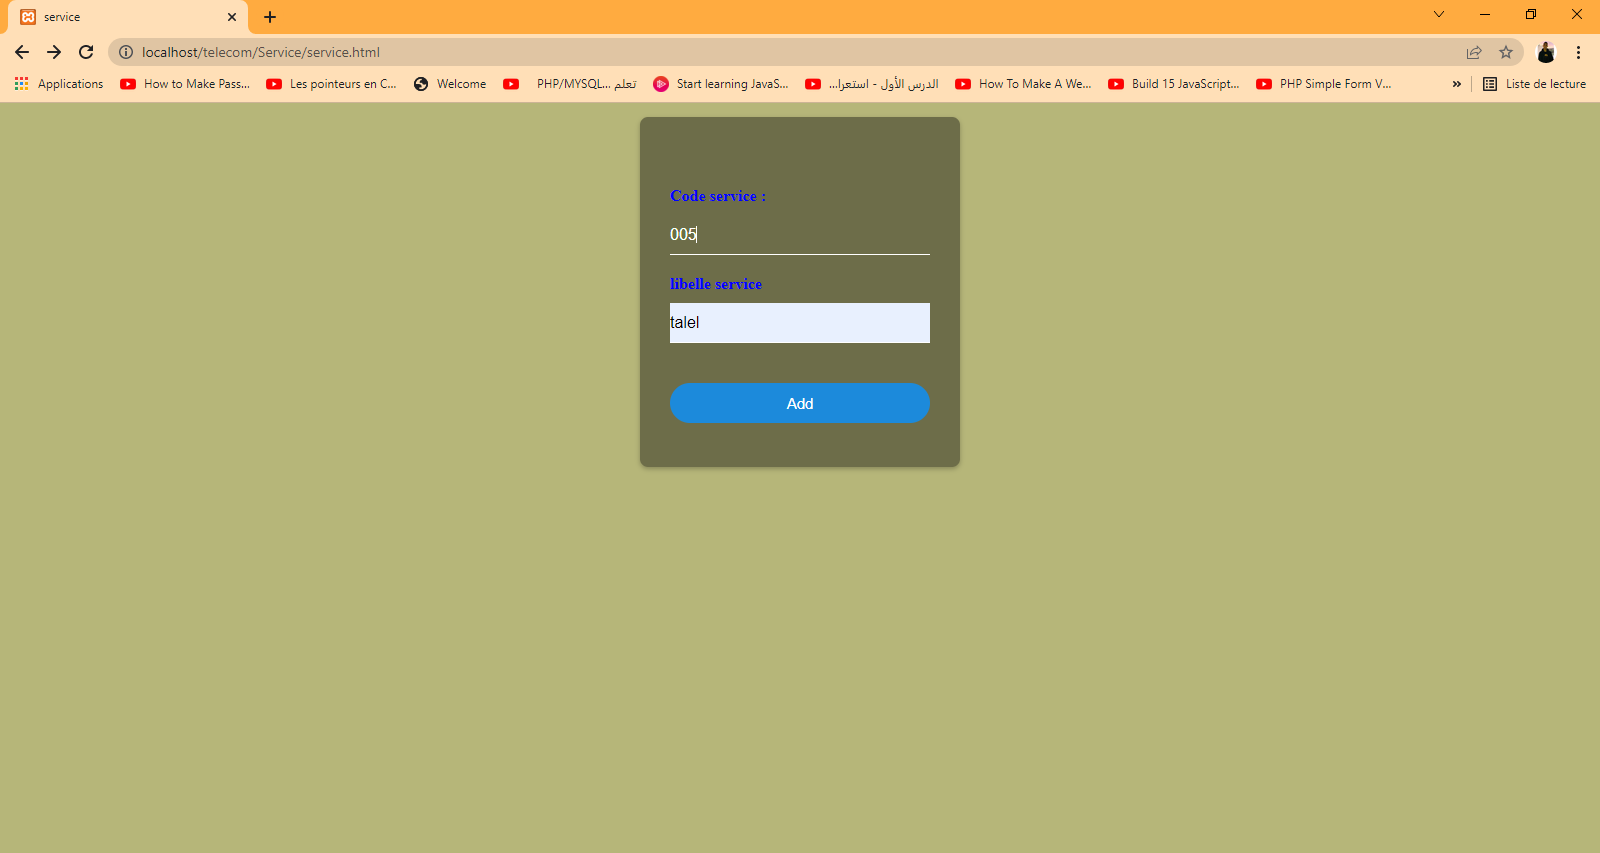 service
localhost/telecom/Service/service.html
Applications
How to Make Pass...
Les pointeurs en C...
Welcome
PHP/MYSQL... تعلم
Start learning JavaS...
الدرس الأول - استعرا...
How To Make A We...
Build 15 JavaScript...
PHP Simple Form V...
»
Liste de lecture
Code service :
005
libelle service
talel
Add